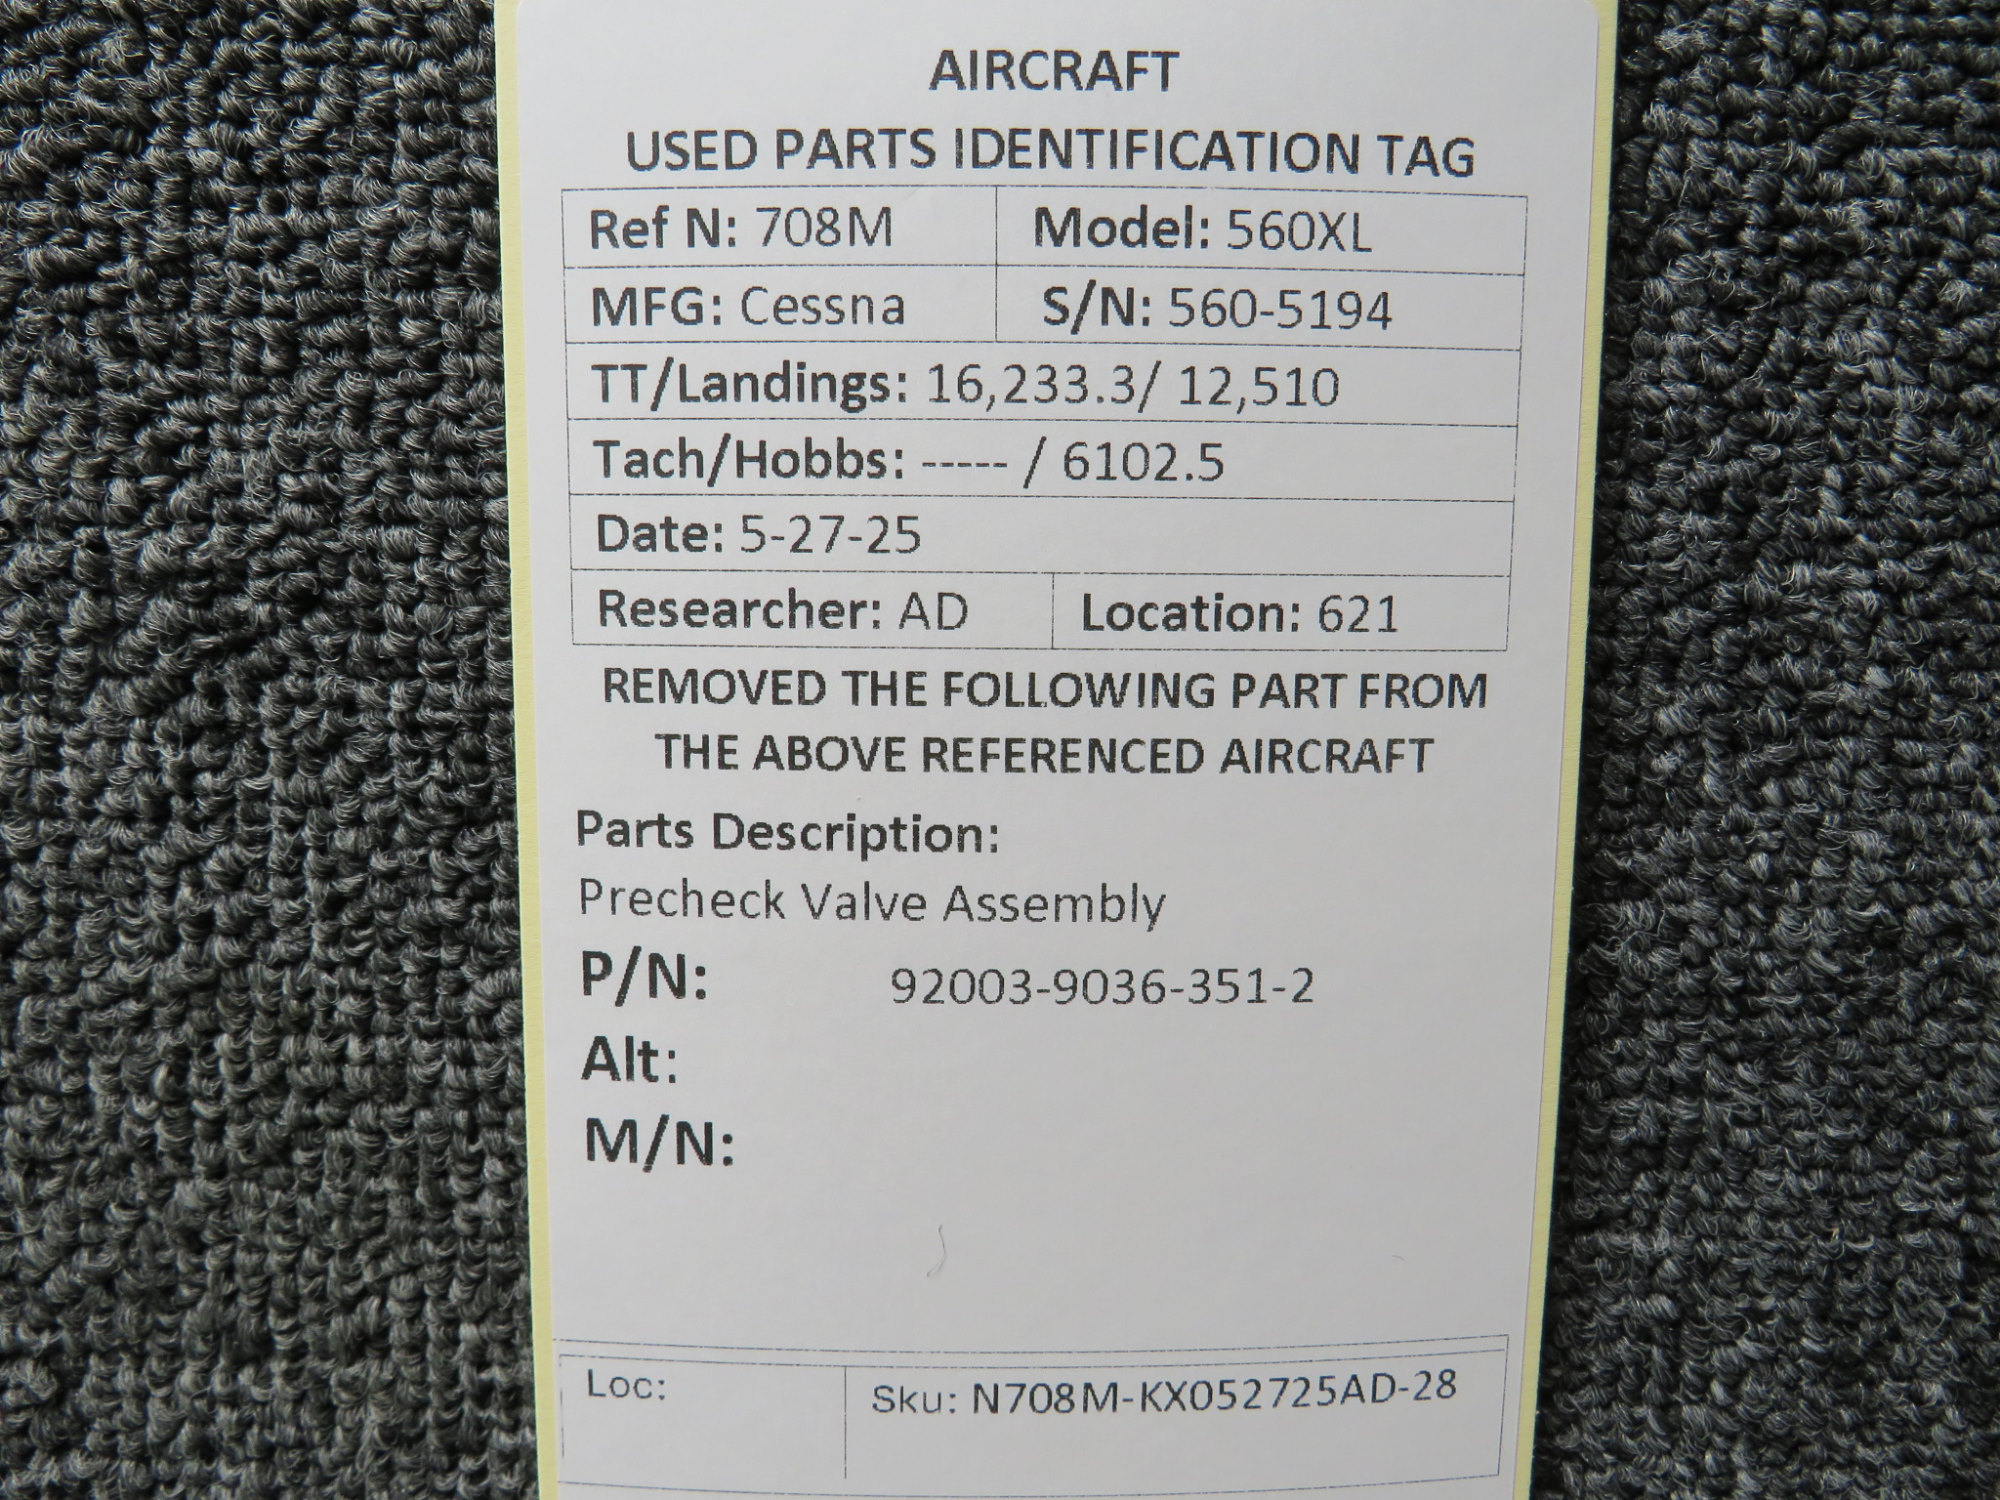 AIRCRAFT
USED PARTS IDENTIFICATION TAG
Ref N: 708M Model: 560XL
MFG: Cessna S/N: 560-5194
TT/Landings: 16,233.3/ 12,510
Tach/Hobbs: ----- / 6102.5
Date: 5-27-25
Researcher: AD Location: 621
REMOVED THE FOLLOWING PART FROM
THE ABOVE REFERENCED AIRCRAFT
Parts Description:
Precheck Valve Assembly
P/N: 92003-9036-351-2
Alt:
M/N:
Loc: Sku: N708M-KX052725AD-28